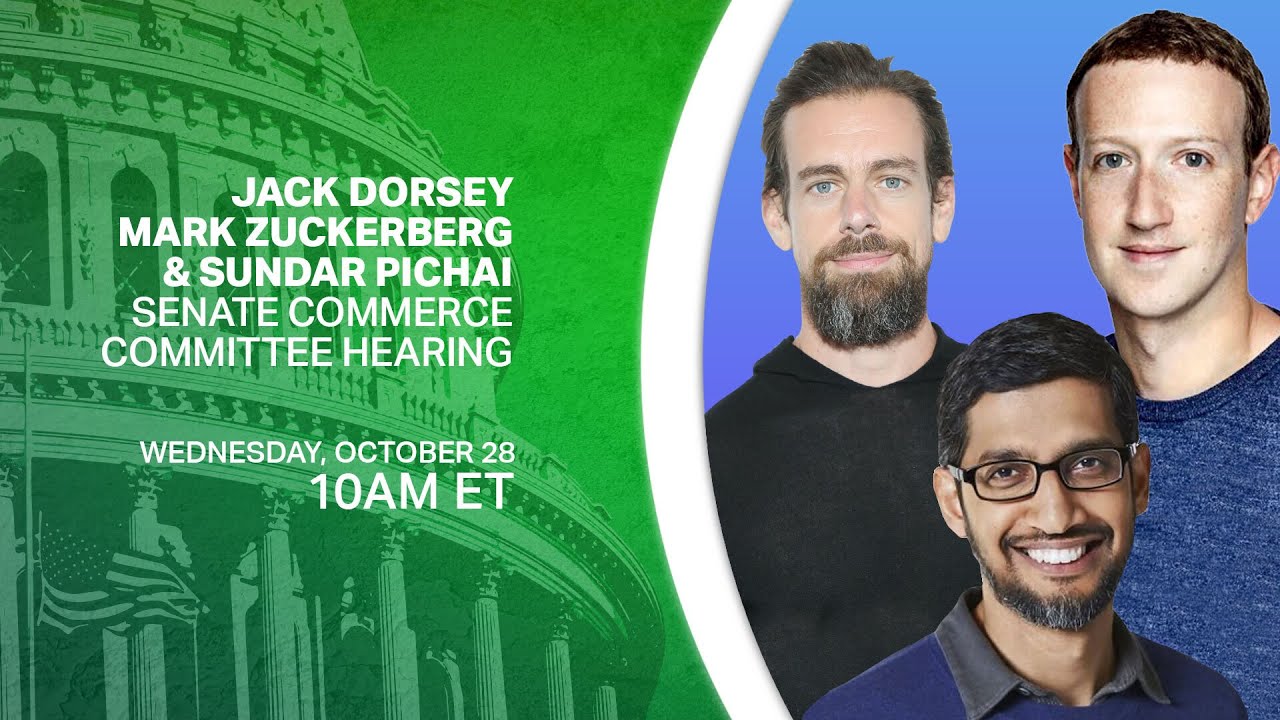 JACK DORSEY
MARK ZUCKERBERG
& SUNDAR PICHAI
SENATE COMMERCE
COMMITTEE HEARING
WEDNESDAY, OCTOBER 28
10AM ET